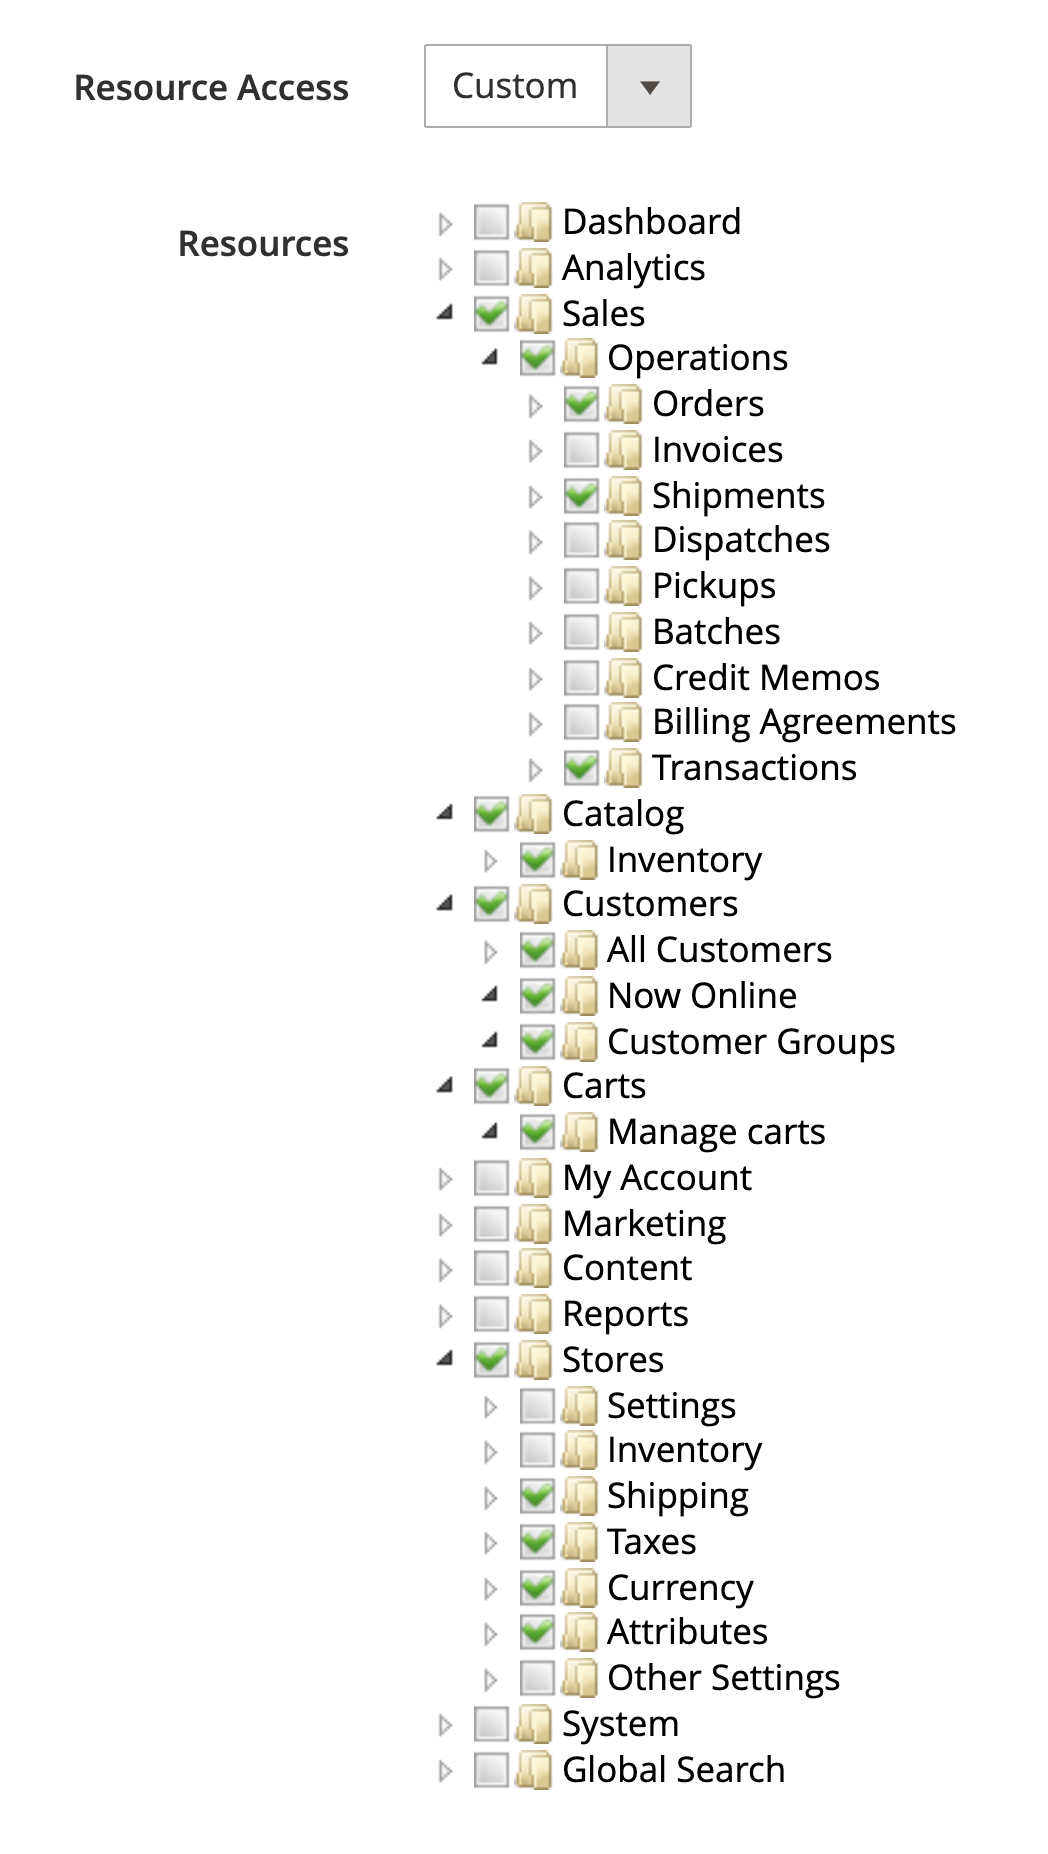 Resource Access Custom
Resources
Dashboard
Analytics
Sales
Operations
Orders
Invoices
Shipments
Dispatches
Pickups
Batches
Credit Memos
Billing Agreements
Transactions
Catalog
Inventory
Customers
All Customers
Now Online
Customer Groups
Carts
Manage carts
My Account
Marketing
Content
Reports
Stores
Settings
Inventory
Shipping
Taxes
Currency
Attributes
Other Settings
System
Global Search